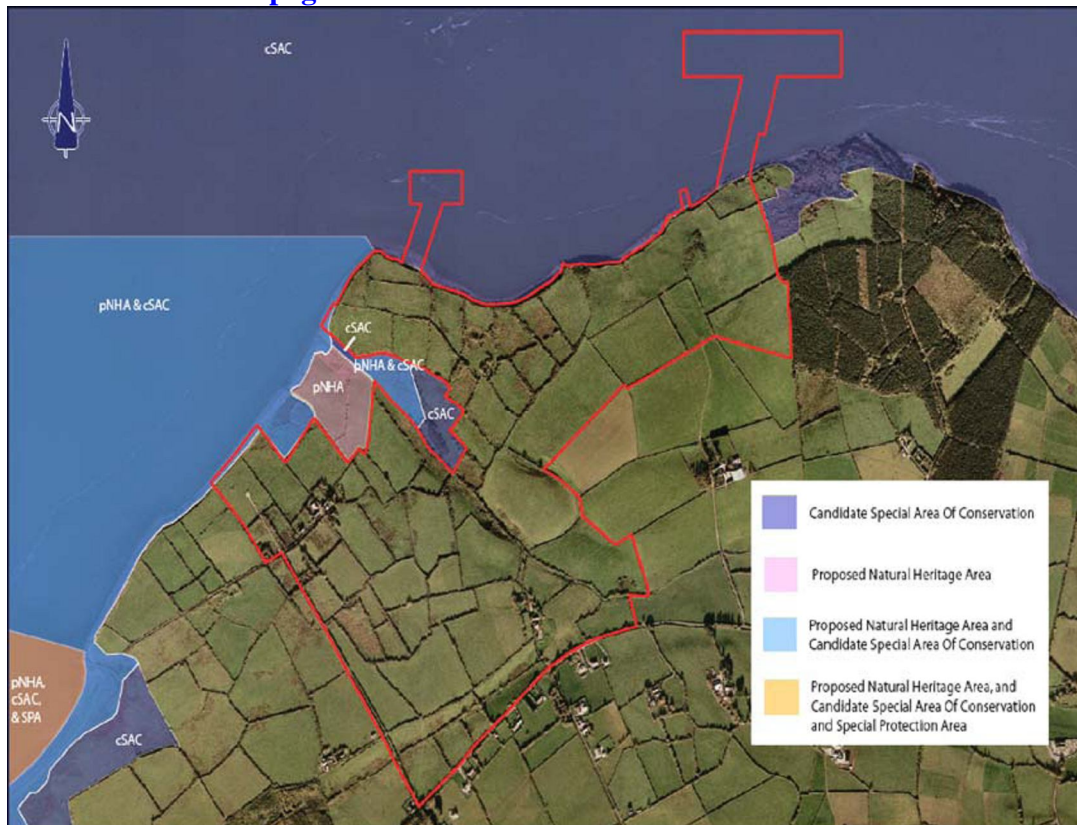 cSAC
N
pNHA & cSAC
cSAC
pNHA & cSAC
pNHA
cSAC
pNHA,
cSAC,
& SPA
cSAC
Candidate Special Area Of Conservation
Proposed Natural Heritage Area
Proposed Natural Heritage Area and
Candidate Special Area Of Conservation
Proposed Natural Heritage Area, and
Candidate Special Area Of Conservation
and Special Protection Area